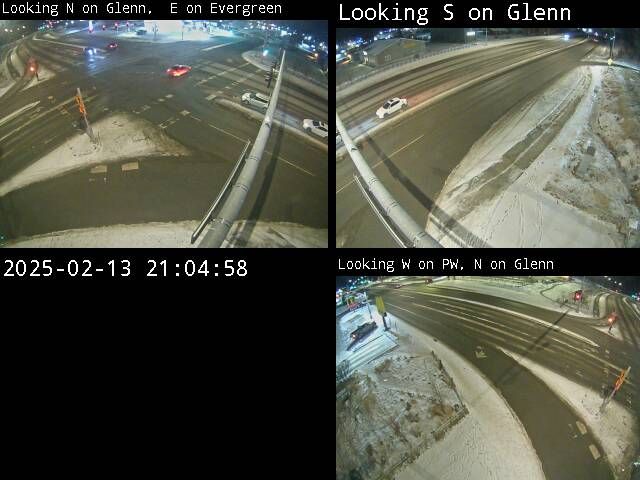 Looking N on Glenn,  E on Evergreen
Looking S on Glenn
2025-02-13 21:04:58
Looking W on PW, N on Glenn